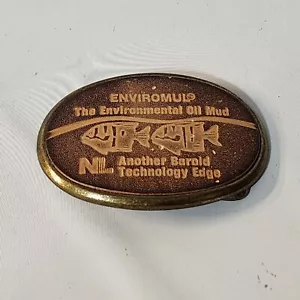 ENVIROMUL®
The Environmental Oil Mud
NL Another Baroid
Technology Edge